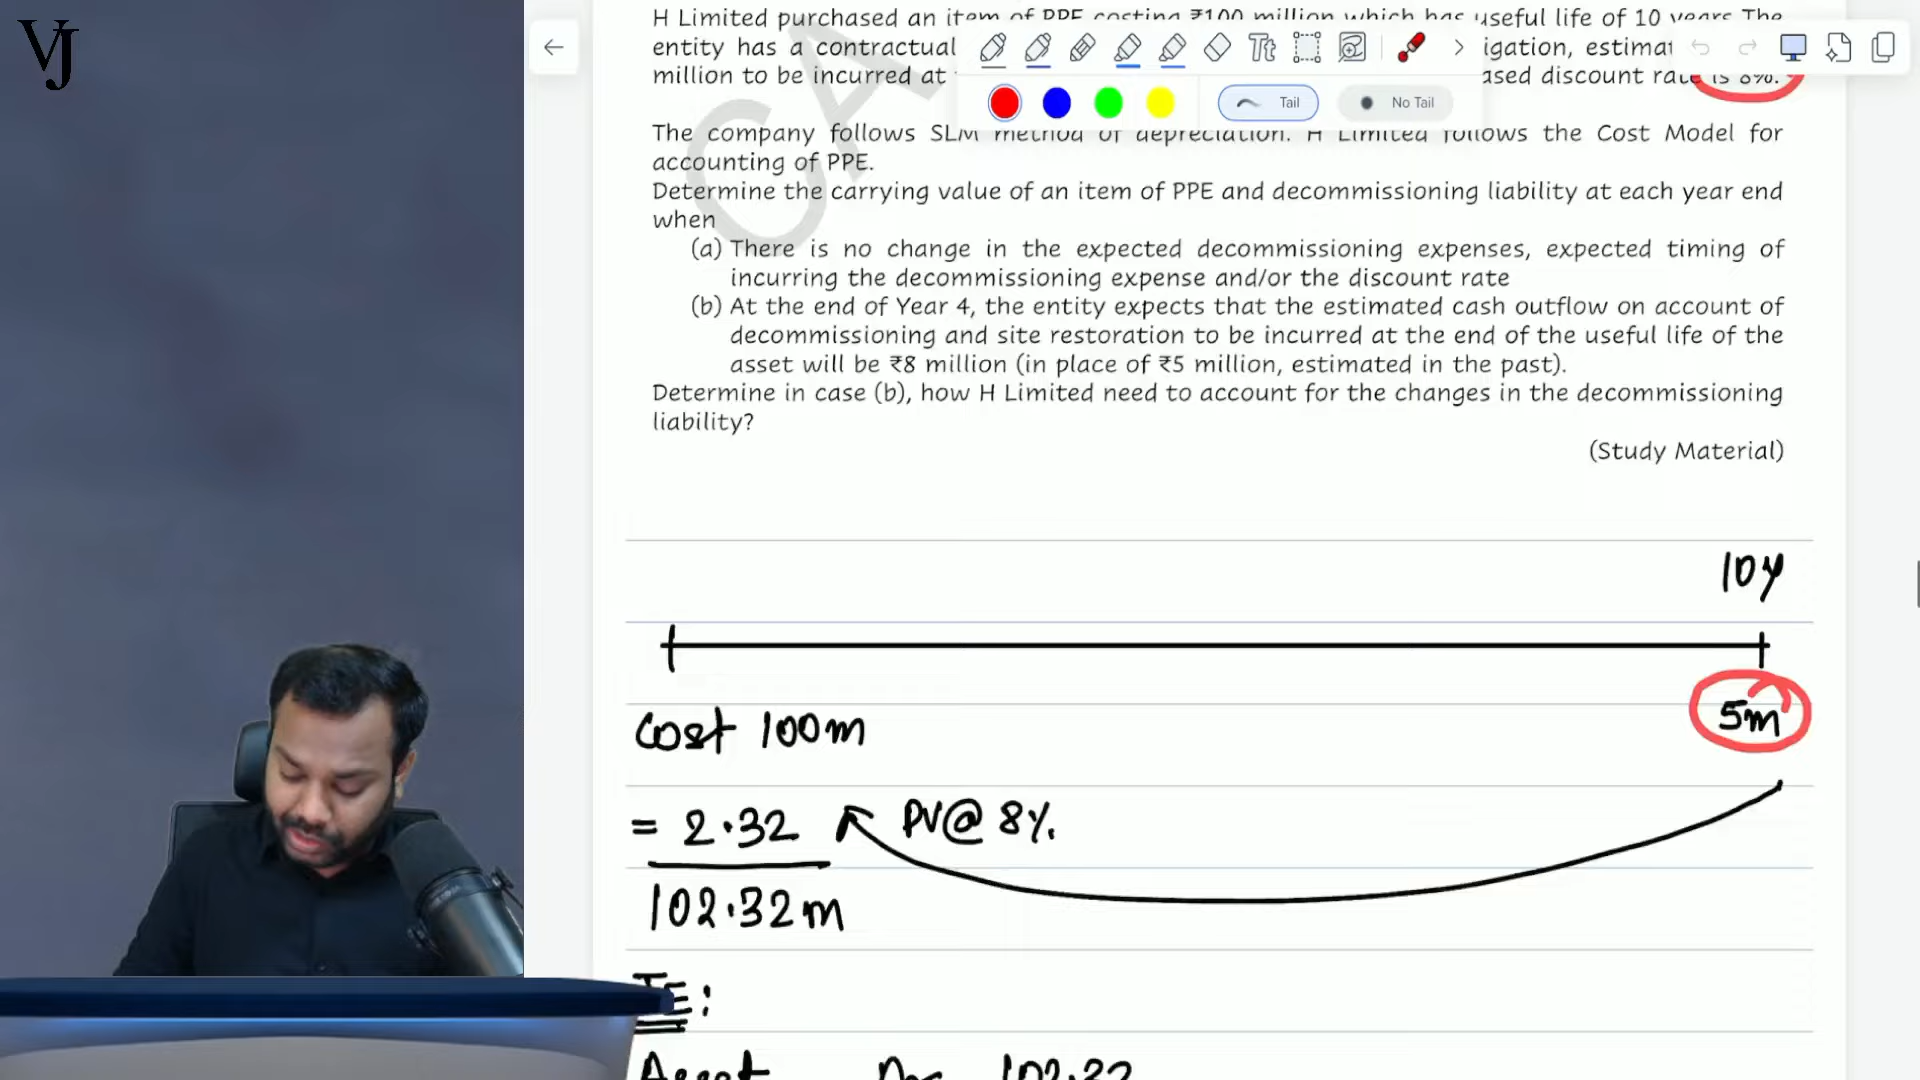 VJ
H Limited purchased an item of PPE costing ₹100 million which has useful life of 10 years The
entity has a contractual igation, estimat
million to be incurred at ased discount rate is 8%.
Tt
Tail
No Tail
The company follows SLM method of depreciation. H Limited follows the Cost Model for
accounting of PPE.
Determine the carrying value of an item of PPE and decommissioning liability at each year end
when
(a) There is no change in the expected decommissioning expenses, expected timing of
incurring the decommissioning expense and/or the discount rate
(b) At the end of Year 4, the entity expects that the estimated cash outflow on account of
decommissioning and site restoration to be incurred at the end of the useful life of the
asset will be ₹8 million (in place of ₹5 million, estimated in the past).
Determine in case (b), how H Limited need to account for the changes in the decommissioning
liability?
(Study Material)
CA
10y
Cost 100m
5m
= 2.32 PV@ 8%.
102.32m
JE:
Asset Dr 102.32